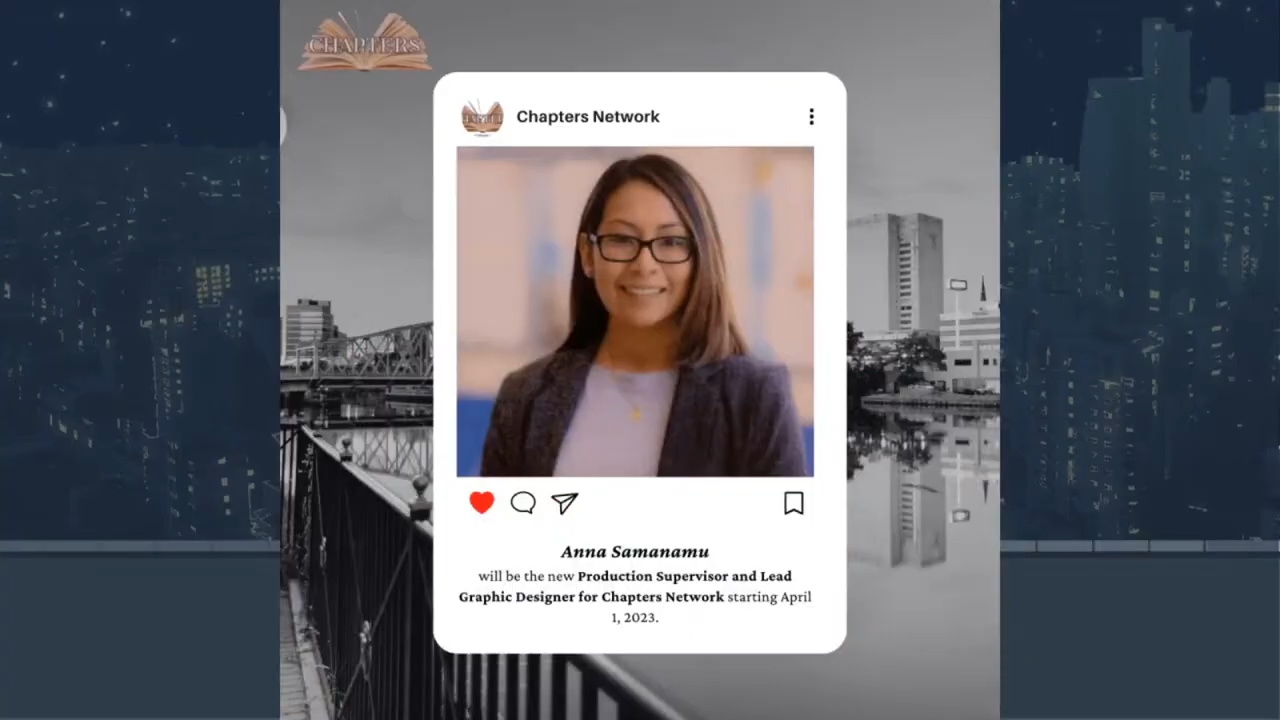 CHAPTERS
Chapters Network
Anna Samanamu
will be the new Production Supervisor and Lead
Graphic Designer for Chapters Network starting April
1, 2023.